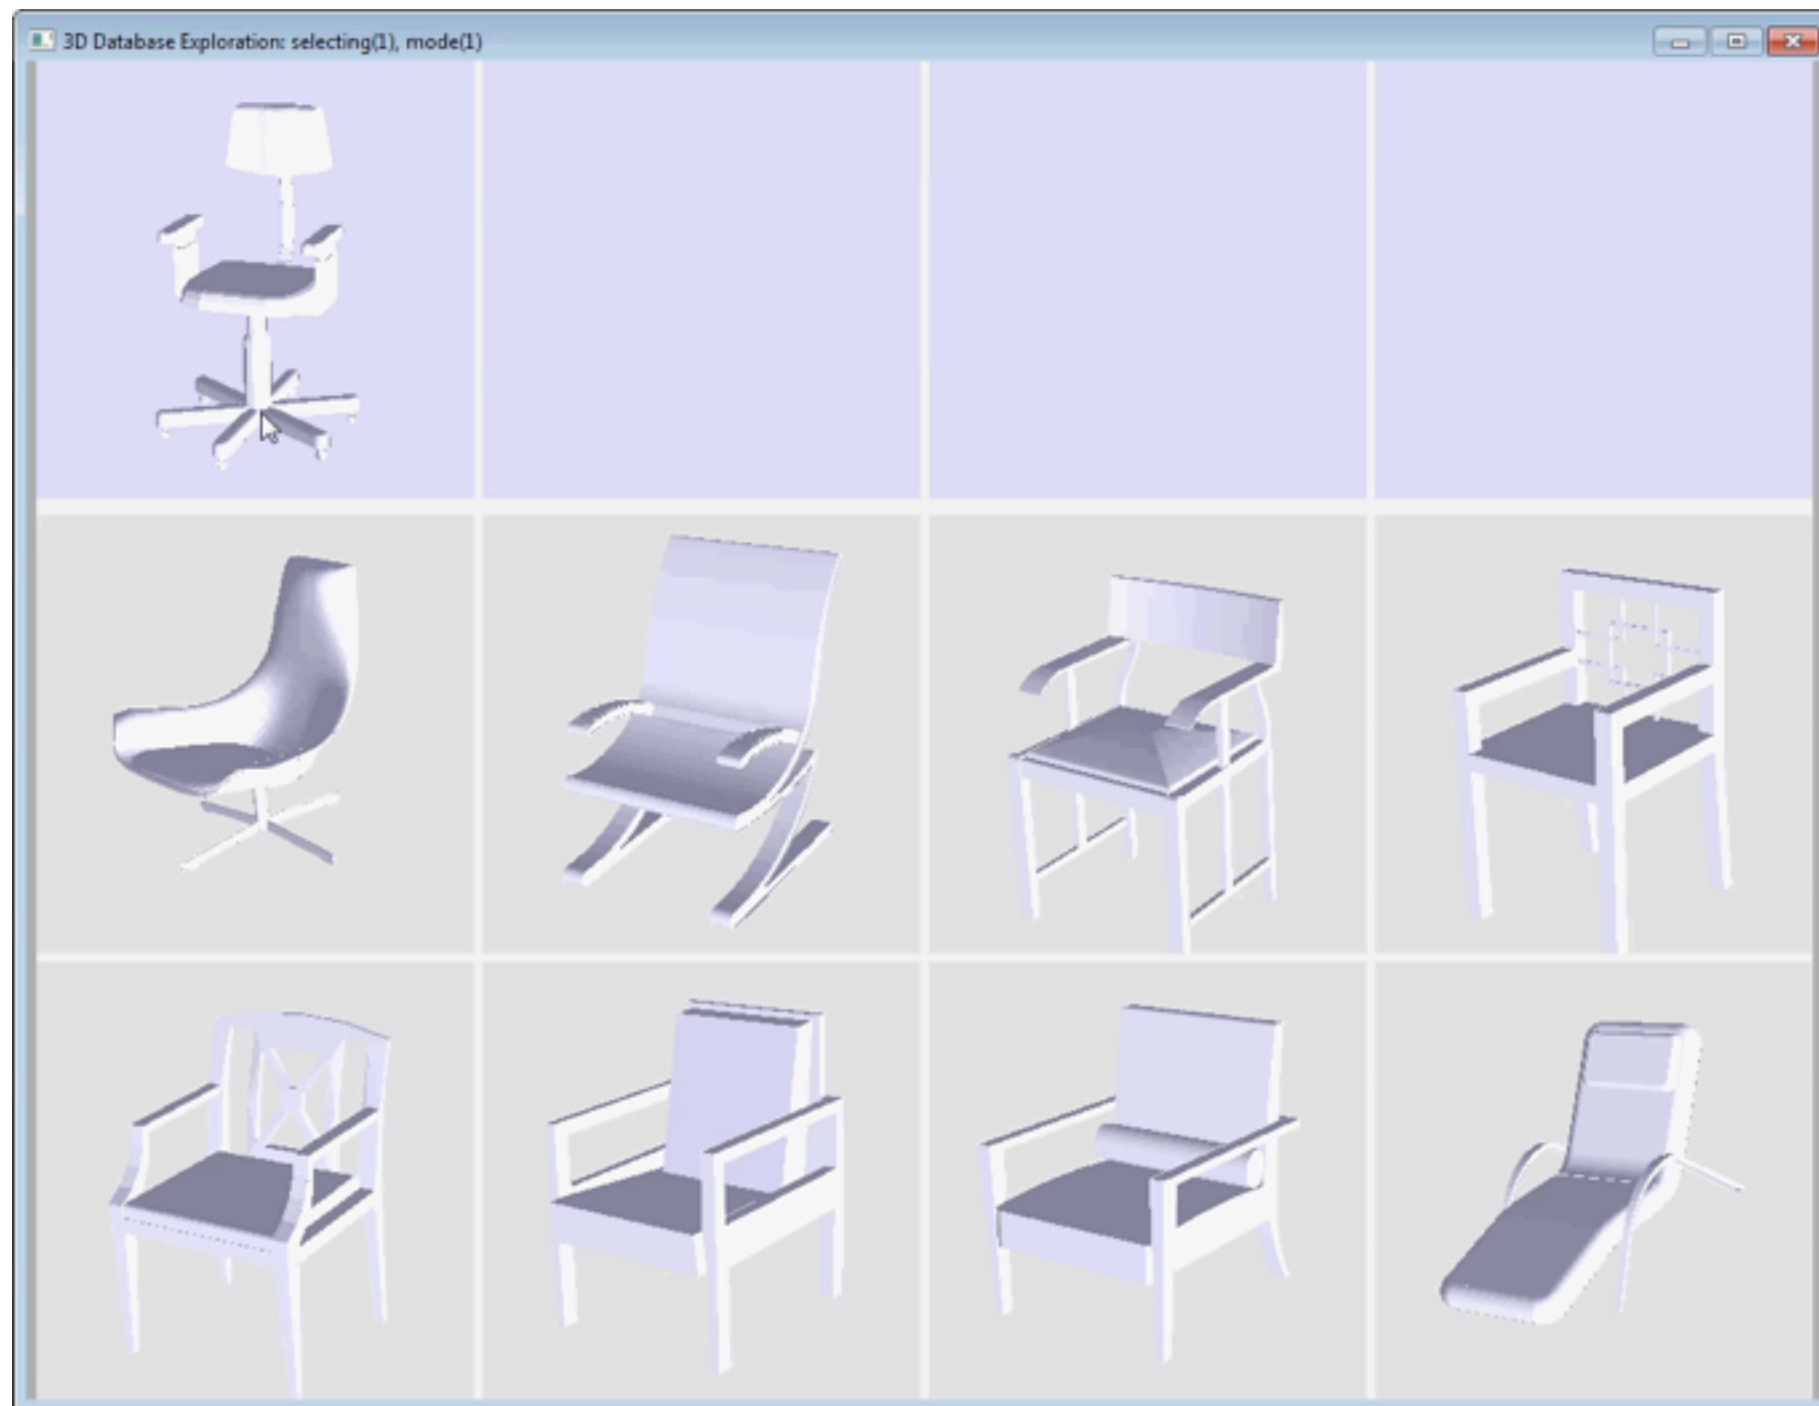 3D Database Exploration: selecting(1), mode(1)